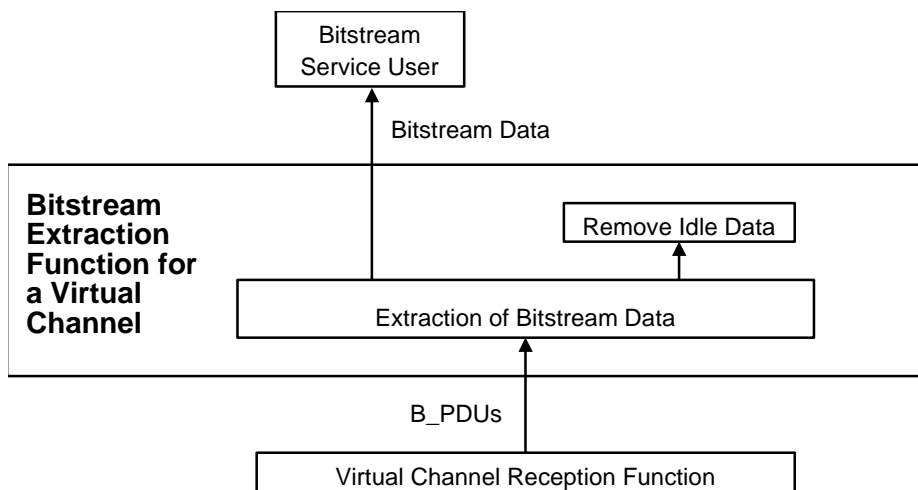 Bitstream
Service User
Bitstream Data
Bitstream
Extraction
Function for
a Virtual
Channel
Remove Idle Data
Extraction of Bitstream Data
B_PDUs
Virtual Channel Reception Function